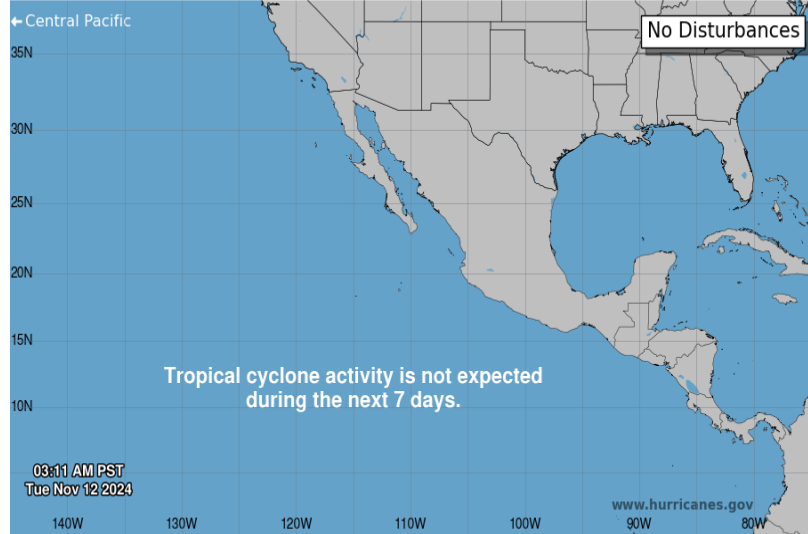 ← Central Pacific
No Disturbances
35N
30N
25N
20N
15N
10N
Tropical cyclone activity is not expected
during the next 7 days.
03:11 AM PST
Tue Nov 12 2024
www.hurricanes.gov
140W 130W 120W 110W 100W 90W 80W